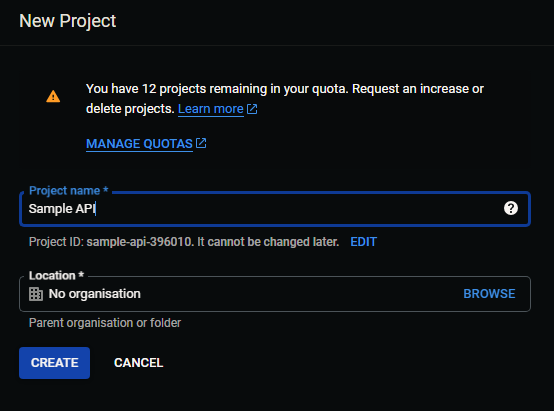 New Project
You have 12 projects remaining in your quota. Request an increase or
delete projects. Learn more
MANAGE QUOTAS
Project name *
Sample API
Project ID: sample-api-396010. It cannot be changed later. EDIT
Location *
No organisation BROWSE
Parent organisation or folder
CREATE CANCEL